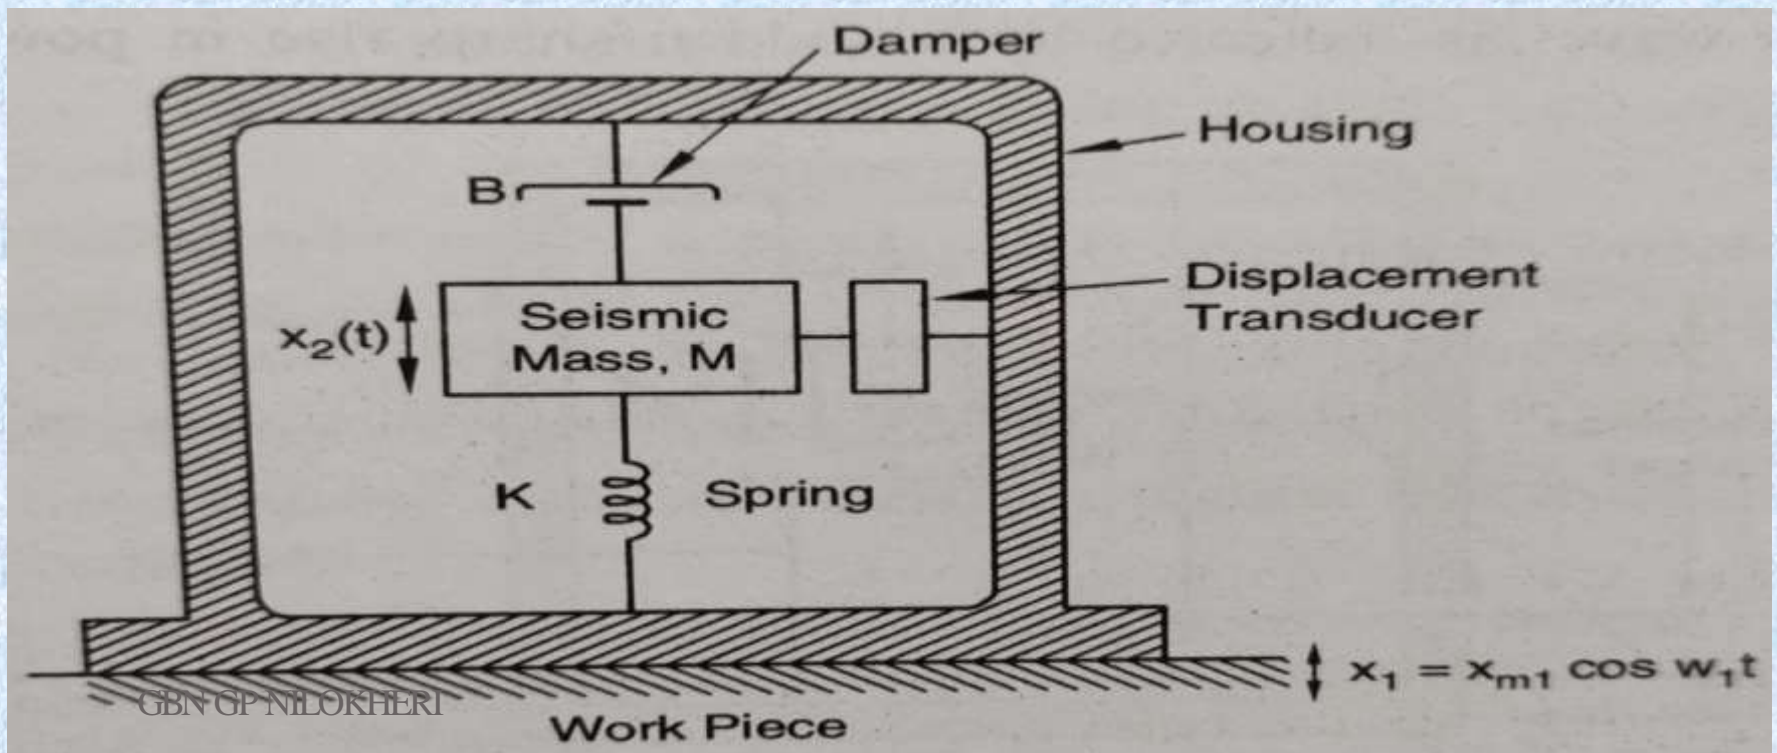 Damper
Housing
B
Displacement
Transducer
x₂(t)
Seismic
Mass, M
K
Spring
x₁ = xₘ₁ cos w₁t
GBN GP NILOKHERI
Work Piece